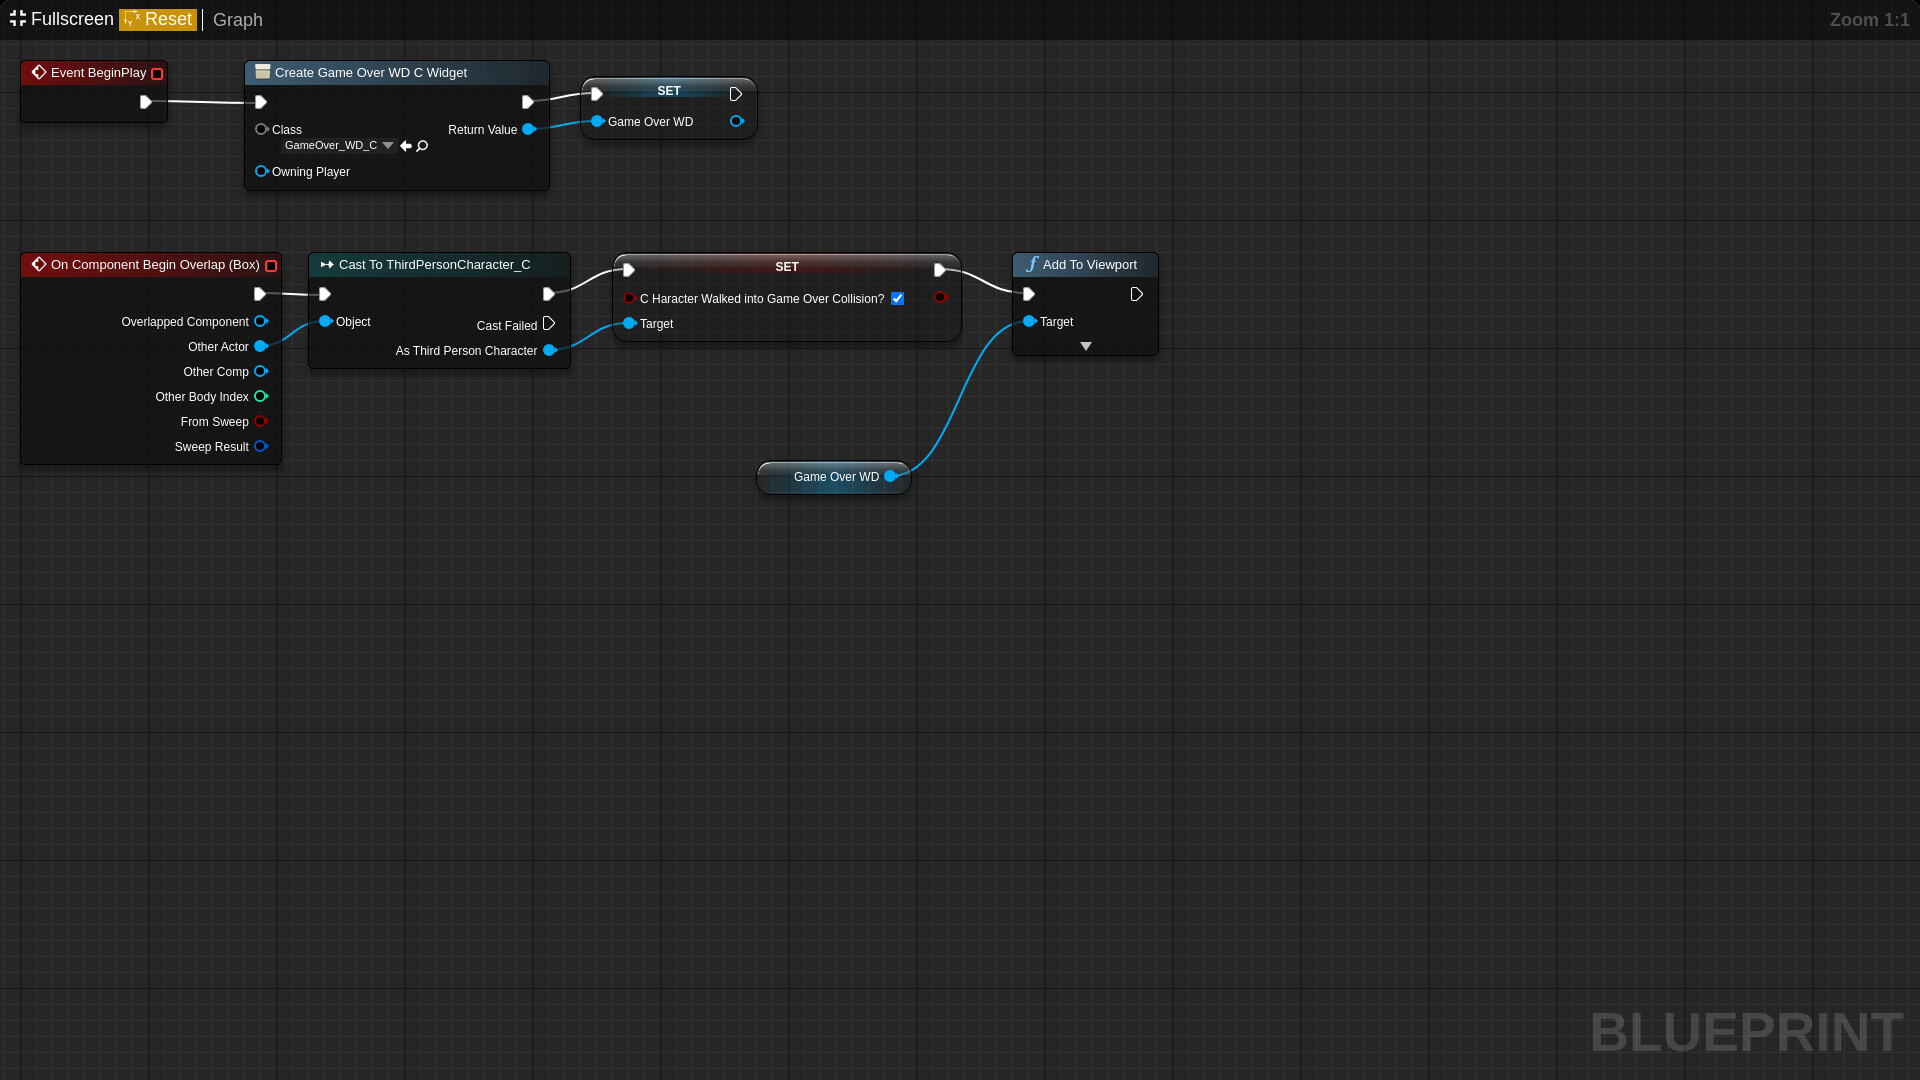 Fullscreen Reset Graph Zoom 1:1
Event BeginPlay
Create Game Over WD C Widget
Class
Return Value
GameOver_WD_C
Owning Player
SET
Game Over WD
On Component Begin Overlap (Box)
Overlapped Component
Other Actor
Other Comp
Other Body Index
From Sweep
Sweep Result
Cast To ThirdPersonCharacter_C
Object
Cast Failed
As Third Person Character
SET
C Haracter Walked into Game Over Collision?
Target
Add To Viewport
Target
Game Over WD
BLUEPRINT